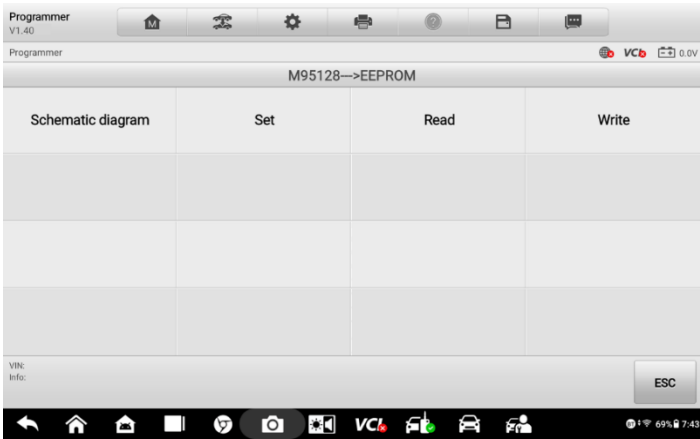 Programmer
V1.40
M
Programmer
VCI 0.0V
M95128--->EEPROM
Schematic diagram Set Read Write
VIN:
Info:
ESC
VCI 69% 7:43